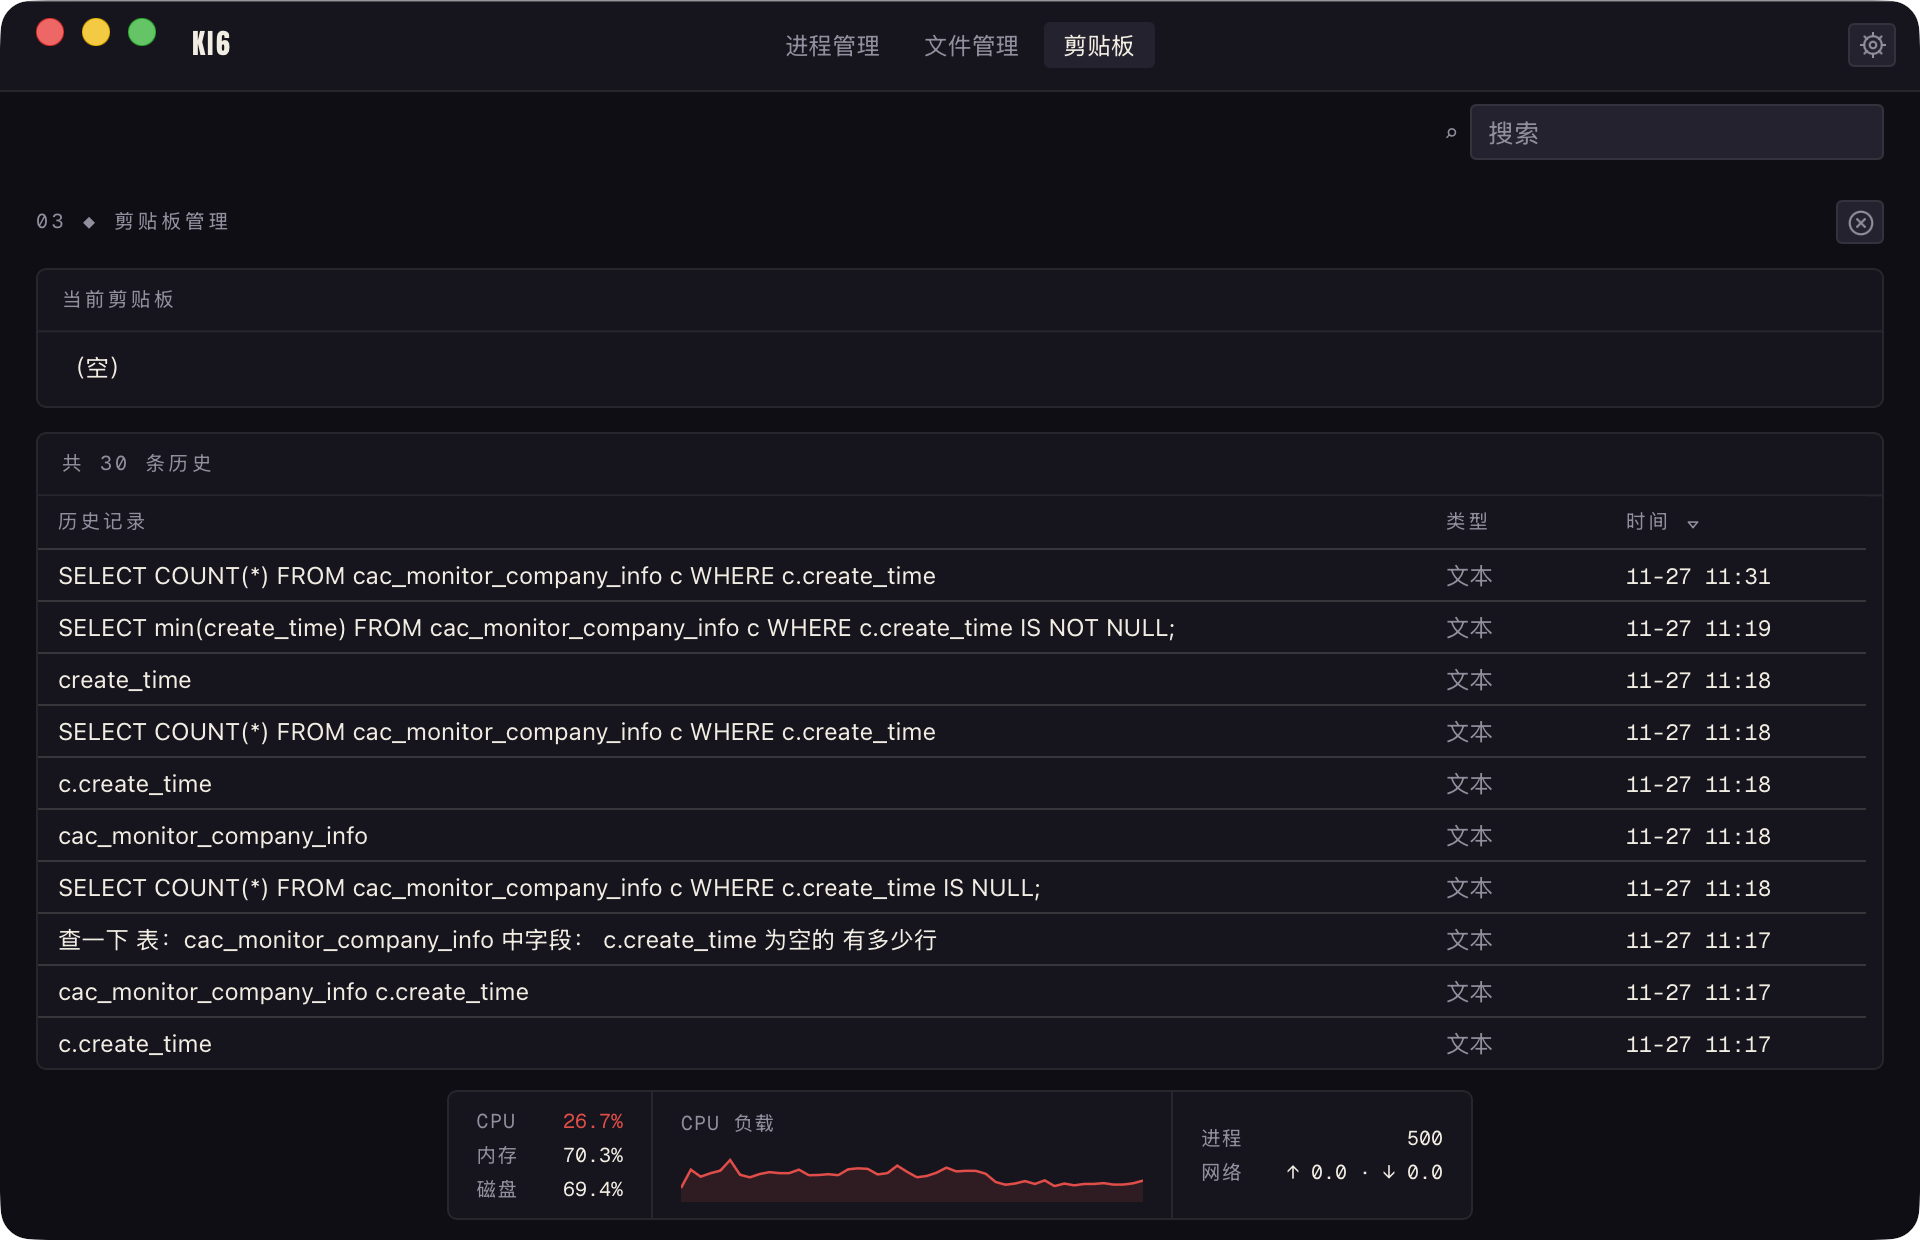 KI6
进程管理 文件管理 剪贴板
搜索
03 ◆ 剪贴板管理
当前剪贴板
(空)
共 30 条历史
历史记录 类型 时间 ▽
SELECT COUNT(*) FROM cac_monitor_company_info c WHERE c.create_time 文本 11-27 11:31
SELECT min(create_time) FROM cac_monitor_company_info c WHERE c.create_time IS NOT NULL; 文本 11-27 11:19
create_time 文本 11-27 11:18
SELECT COUNT(*) FROM cac_monitor_company_info c WHERE c.create_time 文本 11-27 11:18
c.create_time 文本 11-27 11:18
cac_monitor_company_info 文本 11-27 11:18
SELECT COUNT(*) FROM cac_monitor_company_info c WHERE c.create_time IS NULL; 文本 11-27 11:18
查一下 表：cac_monitor_company_info 中字段： c.create_time 为空的 有多少行 文本 11-27 11:17
cac_monitor_company_info c.create_time 文本 11-27 11:17
c.create_time 文本 11-27 11:17
CPU 26.7%
内存 70.3%
磁盘 69.4%
CPU 负载
进程 500
网络 ↑ 0.0 · ↓ 0.0